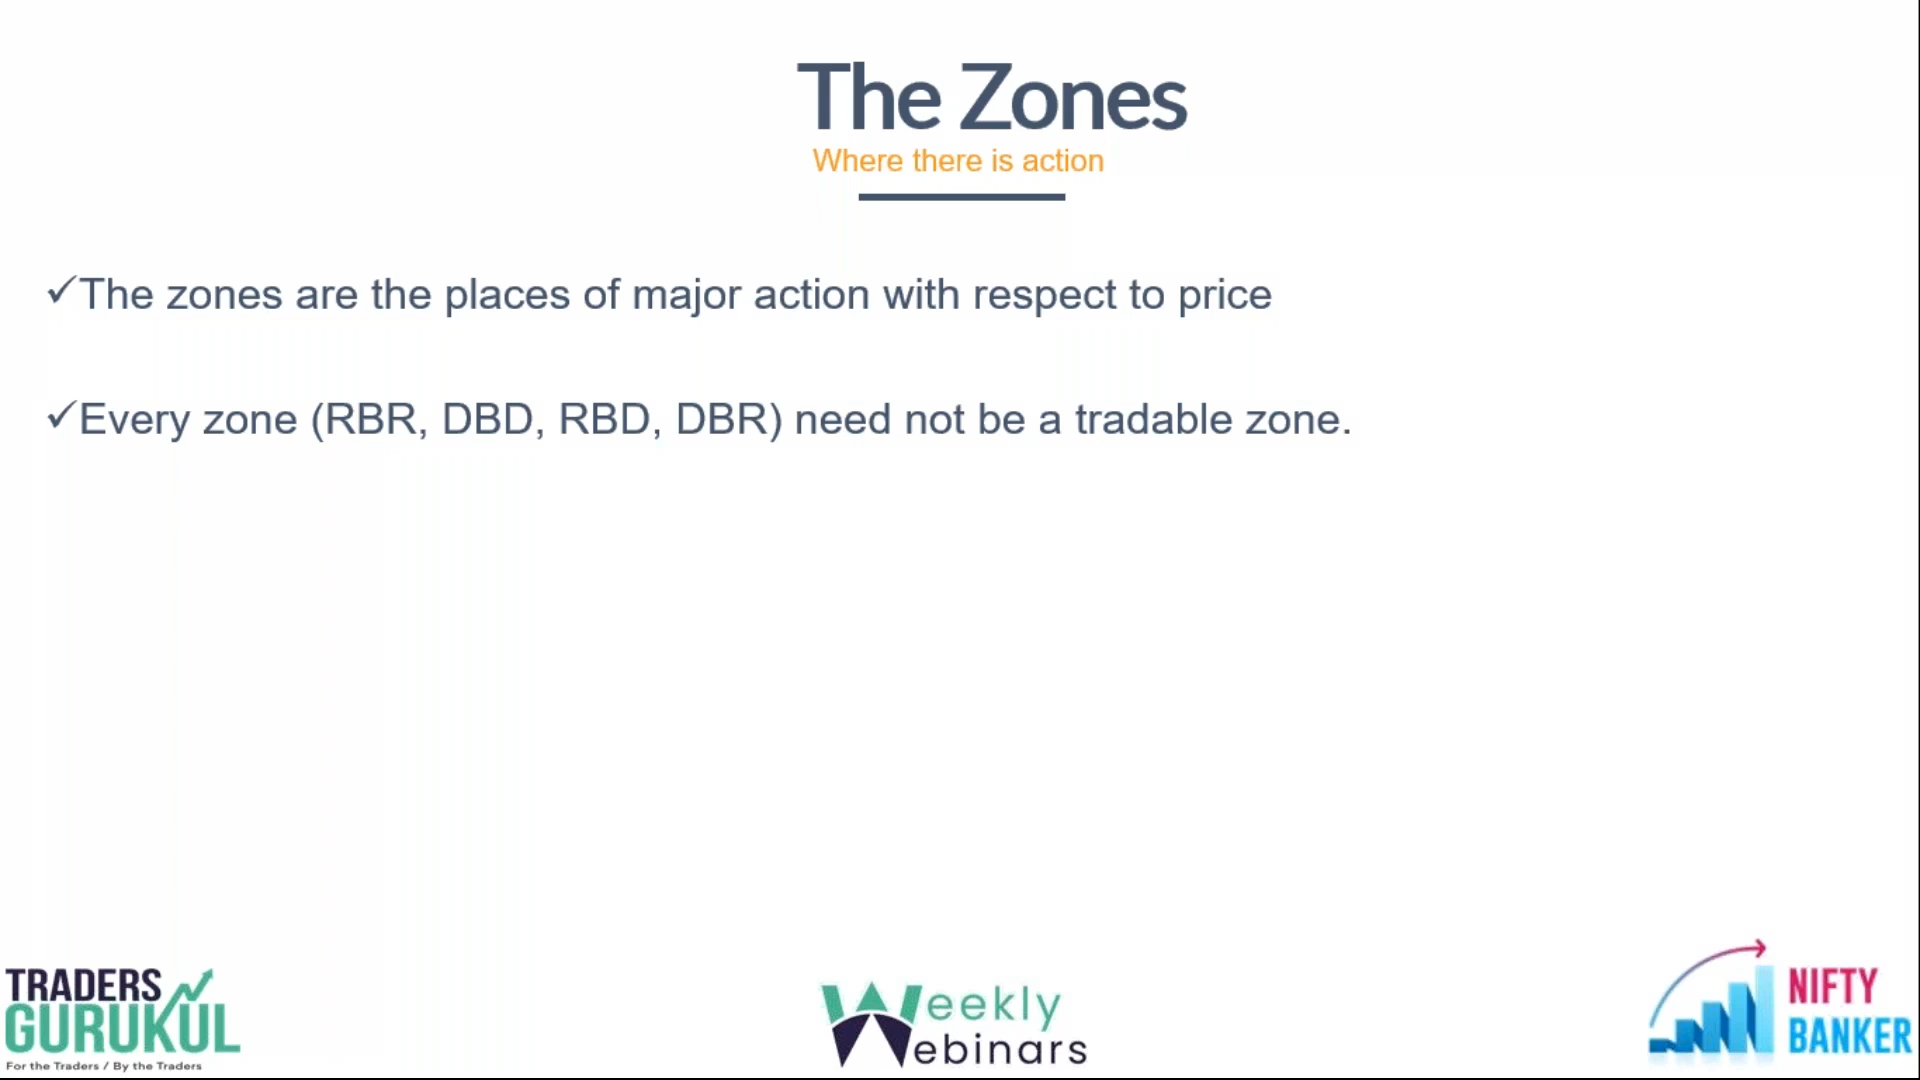 The Zones
Where there is action
✓The zones are the places of major action with respect to price
✓Every zone (RBR, DBD, RBD, DBR) need not be a tradable zone.
TRADERS
GURUKUL
For the Traders / By the Traders
Weekly
Webinars
NIFTY
BANKER